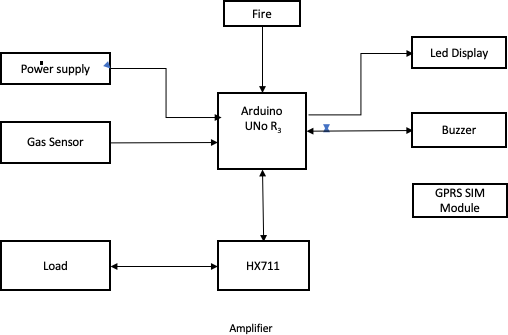 Fire
Led Display
Power supply
Arduino
UNo R3
Buzzer
Gas Sensor
GPRS SIM
Module
Load
HX711
Amplifier